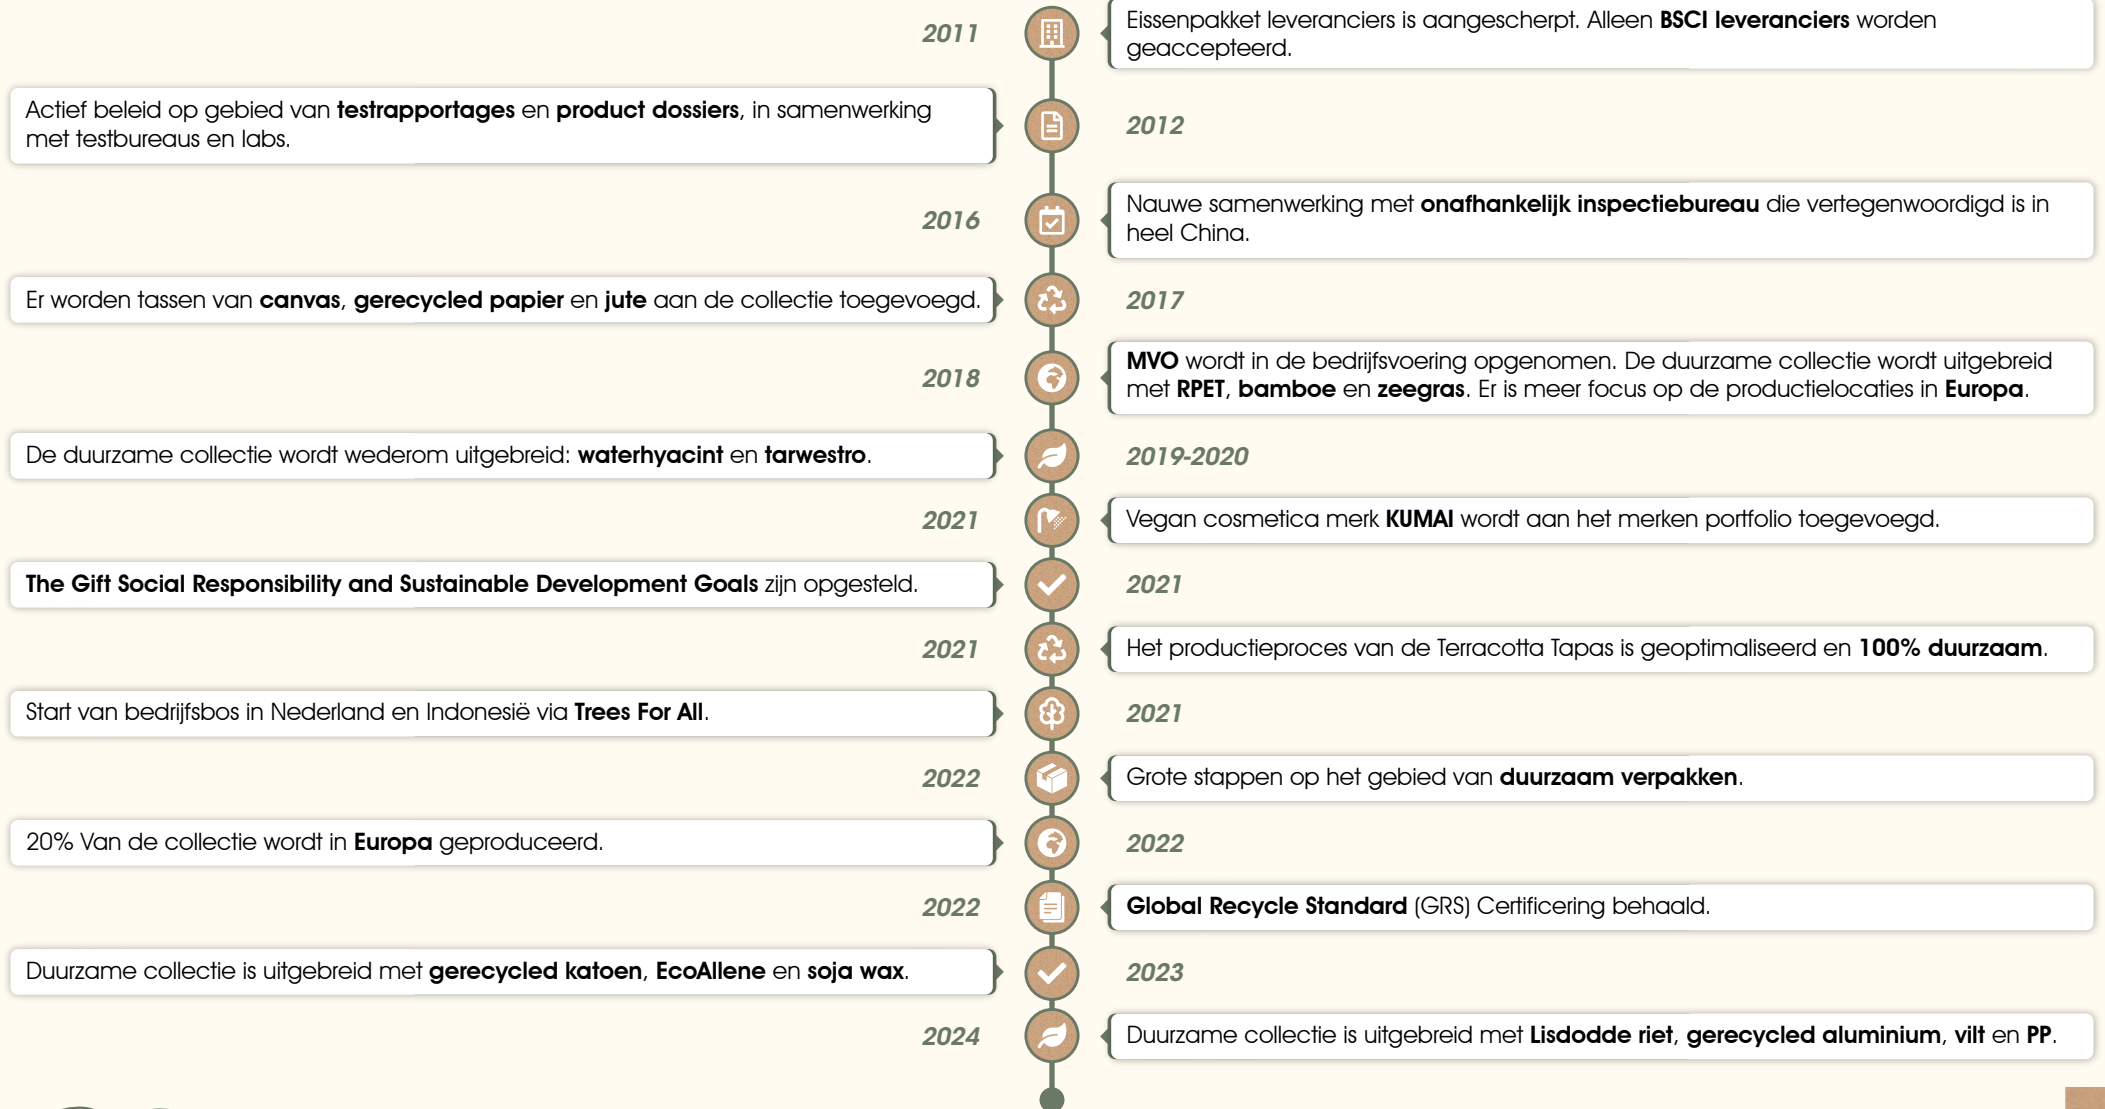 2011
Eissenpakket leveranciers is aangescherpt. Alleen BSCI leveranciers worden
geaccepteerd.
Actief beleid op gebied van testrapportages en product dossiers, in samenwerking
met testbureaus en labs.
2012
2016
Nauwe samenwerking met onafhankelijk inspectiebureau die vertegenwoordigd is in
heel China.
Er worden tassen van canvas, gerecycled papier en jute aan de collectie toegevoegd.
2017
2018
MVO wordt in de bedrijfsvoering opgenomen. De duurzame collectie wordt uitgebreid
met RPET, bamboe en zeegras. Er is meer focus op de productielocaties in Europa.
De duurzame collectie wordt wederom uitgebreid: waterhyacint en tarwestro.
2019-2020
2021
Vegan cosmetica merk KUMAI wordt aan het merken portfolio toegevoegd.
The Gift Social Responsibility and Sustainable Development Goals zijn opgesteld.
2021
2021
Het productieproces van de Terracotta Tapas is geoptimaliseerd en 100% duurzaam.
Start van bedrijfsbos in Nederland en Indonesië via Trees For All.
2021
2022
Grote stappen op het gebied van duurzaam verpakken.
20% Van de collectie wordt in Europa geproduceerd.
2022
2022
Global Recycle Standard (GRS) Certificering behaald.
Duurzame collectie is uitgebreid met gerecycled katoen, EcoAllene en soja wax.
2023
2024
Duurzame collectie is uitgebreid met Lisdodde riet, gerecycled aluminium, vilt en PP.